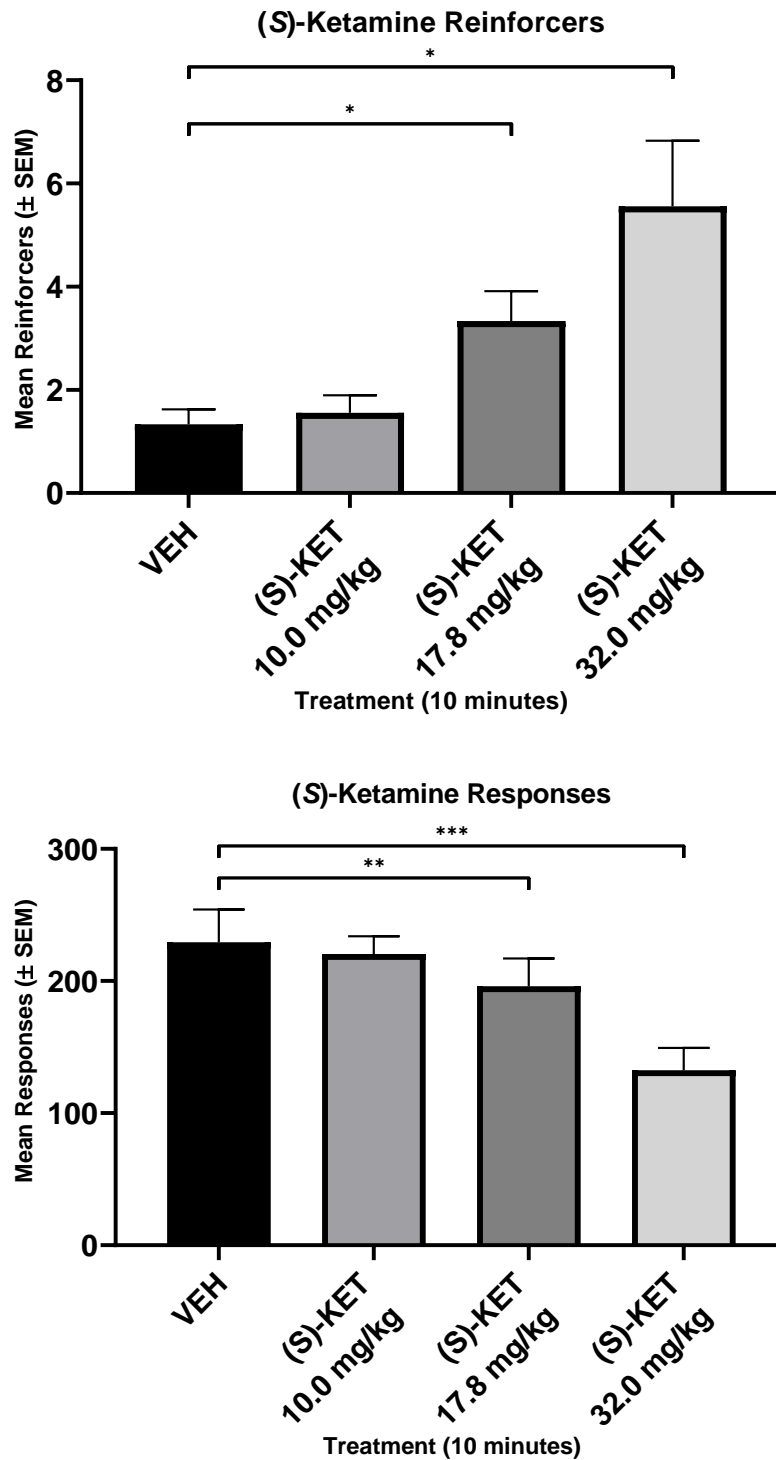 (S)-Ketamine Reinforcers
*
*
Mean Reinforcers (± SEM)
8
6
4
2
0
VEH
(S)-KET
10.0 mg/kg
(S)-KET
17.8 mg/kg
(S)-KET
32.0 mg/kg
Treatment (10 minutes)
(S)-Ketamine Responses
***
**
Mean Responses (± SEM)
300
200
100
0
VEH
(S)-KET
10.0 mg/kg
(S)-KET
17.8 mg/kg
(S)-KET
32.0 mg/kg
Treatment (10 minutes)